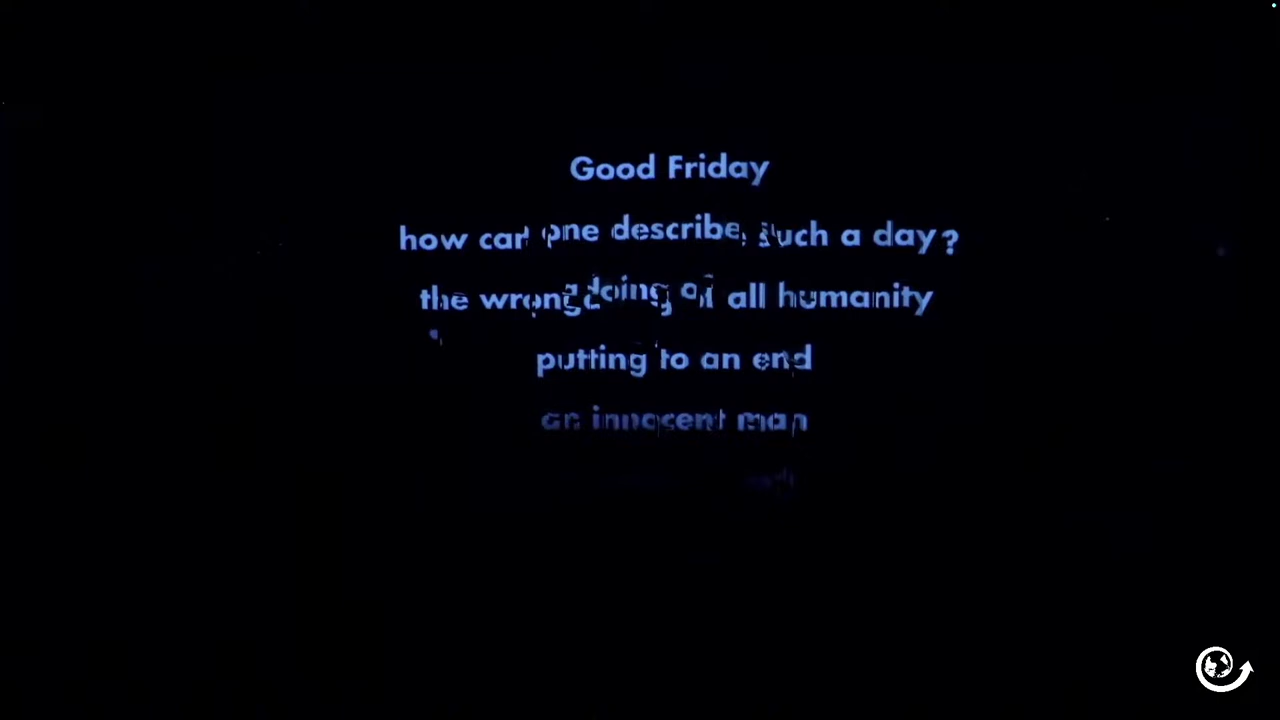 Good Friday
how can one describe, such a day?
the wrongdoing of all humanity
putting to an end
an innocent man